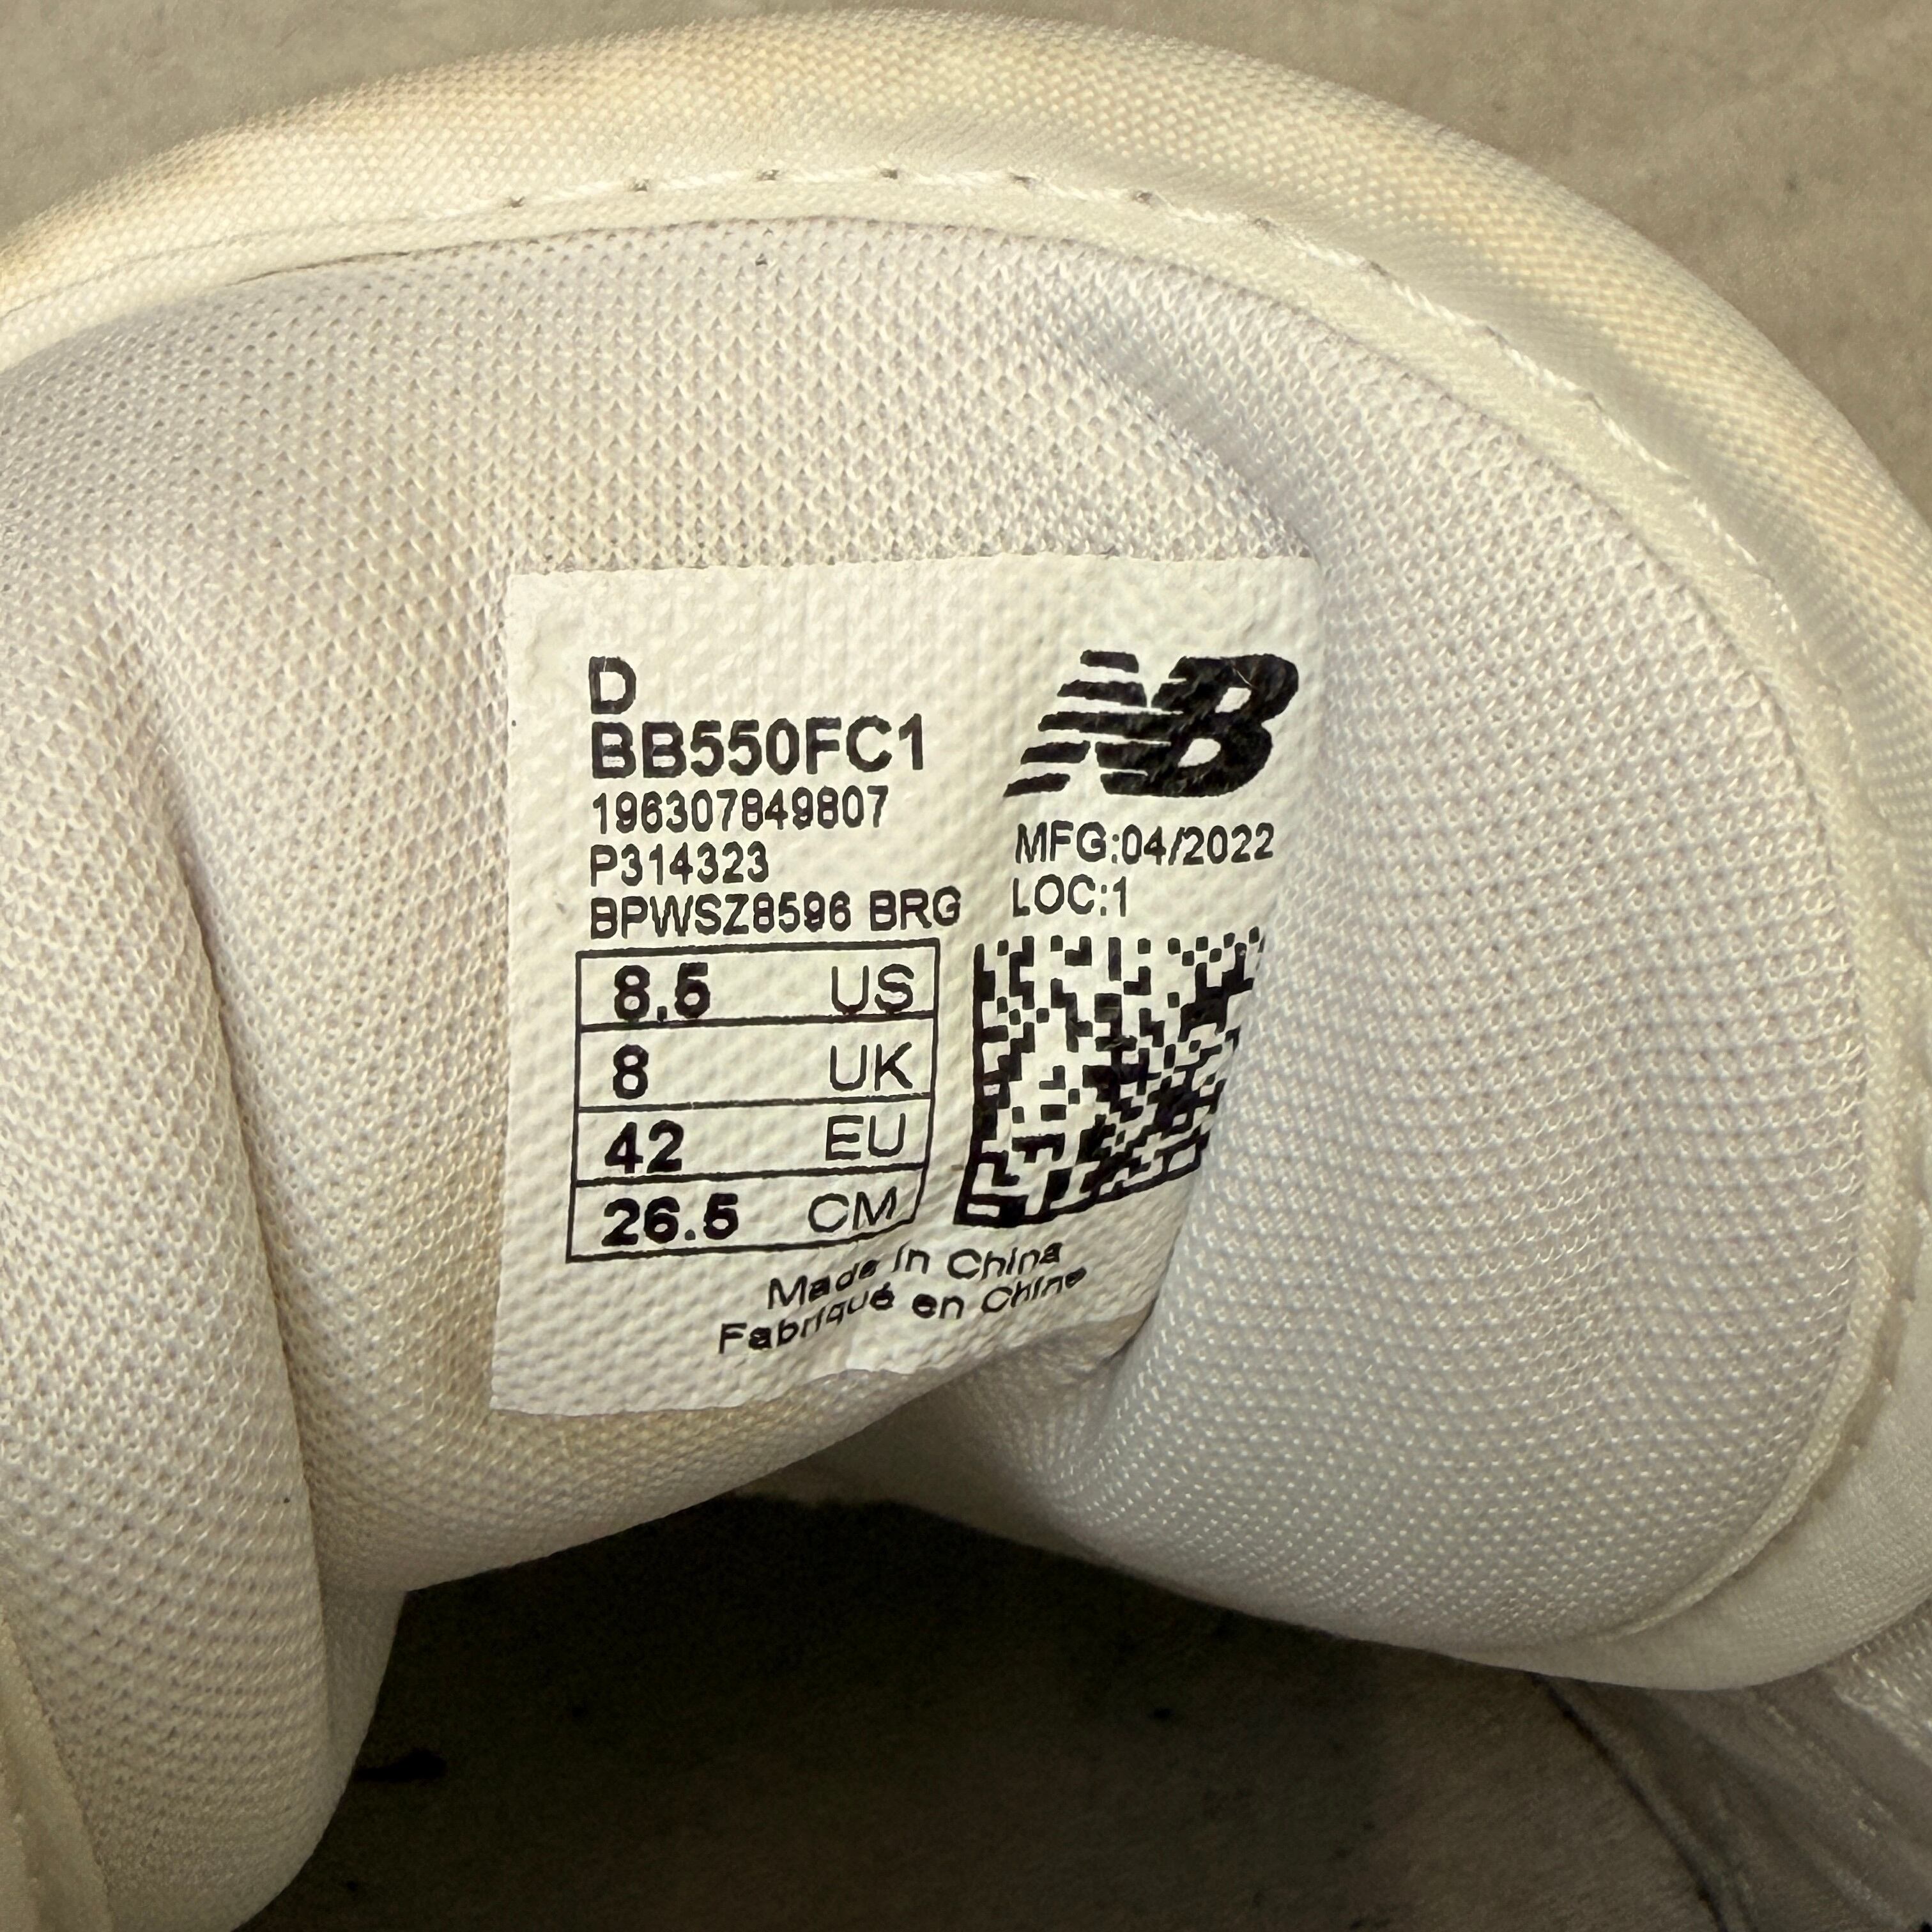 D
BB550FC1
196307849807
P314323
BPWSZ8596 BRG
NB
MFG:04/2022
LOC:1
8.5 US
8 UK
42 EU
26.5 CM
Made in China
Fabriqué en Chine